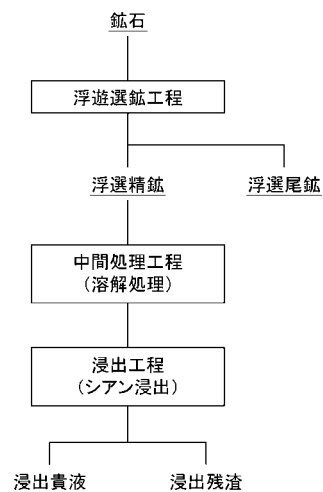 鉱石
浮遊選鉱工程
浮選精鉱
浮選尾鉱
中間処理工程
(溶解処理)
浸出工程
(シアン浸出)
浸出貴液
浸出残渣